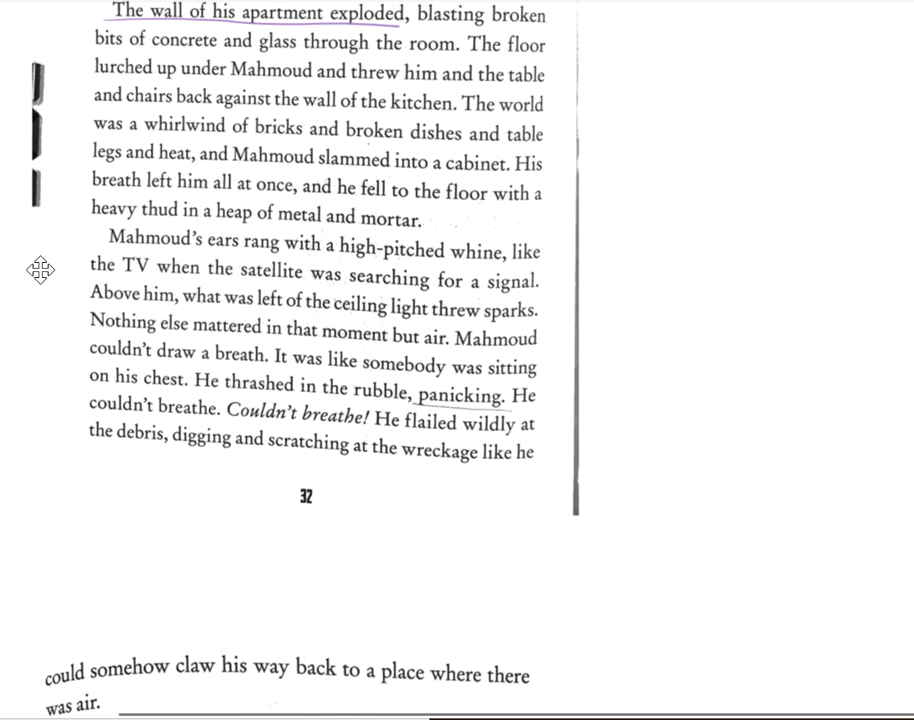 The wall of his apartment exploded, blasting broken
bits of concrete and glass through the room. The floor
lurched up under Mahmoud and threw him and the table
and chairs back against the wall of the kitchen. The world
was a whirlwind of bricks and broken dishes and table
legs and heat, and Mahmoud slammed into a cabinet. His
breath left him all at once, and he fell to the floor with a
heavy thud in a heap of metal and mortar.
Mahmoud’s ears rang with a high-pitched whine, like
the TV when the satellite was searching for a signal.
Above him, what was left of the ceiling light threw sparks.
Nothing else mattered in that moment but air. Mahmoud
couldn’t draw a breath. It was like somebody was sitting
on his chest. He thrashed in the rubble, panicking. He
couldn’t breathe. Couldn’t breathe! He flailed wildly at
the debris, digging and scratching at the wreckage like he
32
could somehow claw his way back to a place where there
was air.